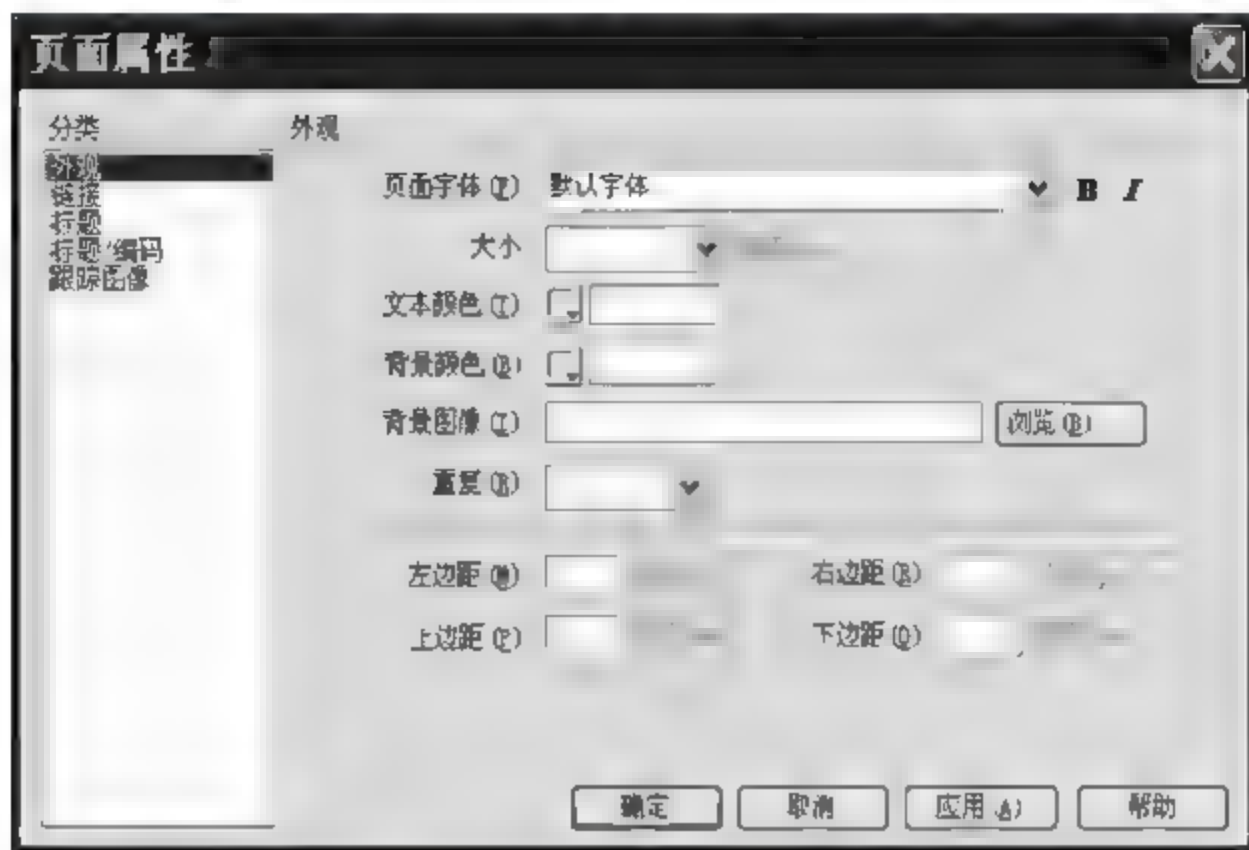 页面属性
分类
外观
链接
标题
标题/编码
跟踪图像
外观
页面字体(F) 默认字体 B I
大小
文本颜色(T)
背景颜色(B)
背景图像(I) 浏览(B)
重复(R)
左边距(M) 右边距(R)
上边距(P) 下边距(O)
确定 取消 应用(A) 帮助